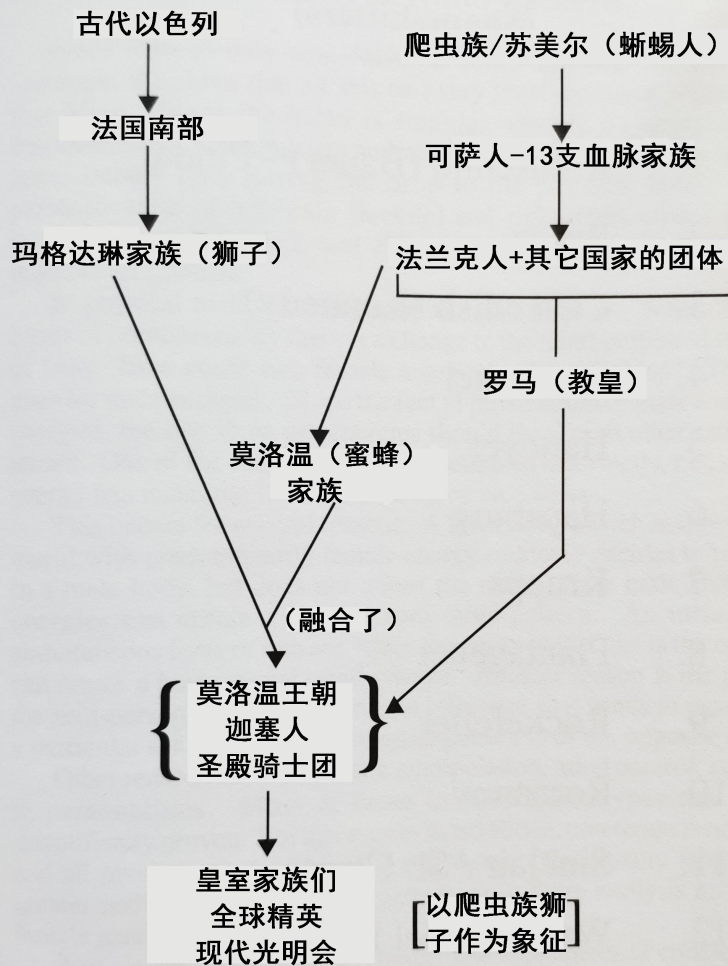 古代以色列
爬虫族/苏美尔（蜥蜴人）
法国南部
可萨人-13支血脉家族
玛格达琳家族（狮子）
法兰克人+其它国家的团体
罗马（教皇）
莫洛温（蜜蜂）
家族
（融合了）
莫洛温王朝
迦塞人
圣殿骑士团
皇室家族们
全球精英
现代光明会
以爬虫族狮
子作为象征